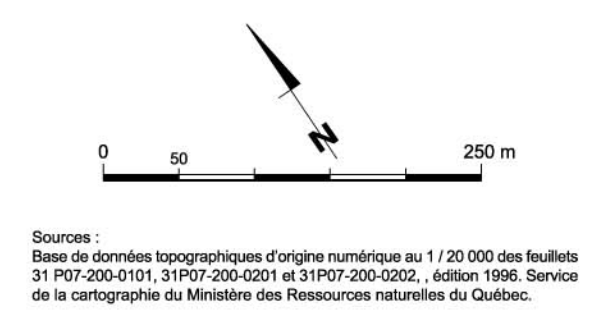 N
0 50 250 m
Sources :
Base de données topographiques d'origine numérique au 1 / 20 000 des feuillets
31 P07-200-0101, 31P07-200-0201 et 31P07-200-0202, , édition 1996. Service
de la cartographie du Ministère des Ressources naturelles du Québec.